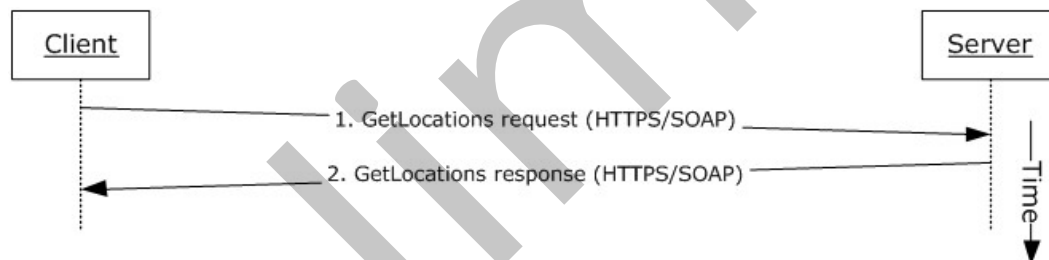 Client
Server
1. GetLocations request (HTTPS/SOAP)
2. GetLocations response (HTTPS/SOAP)
Time